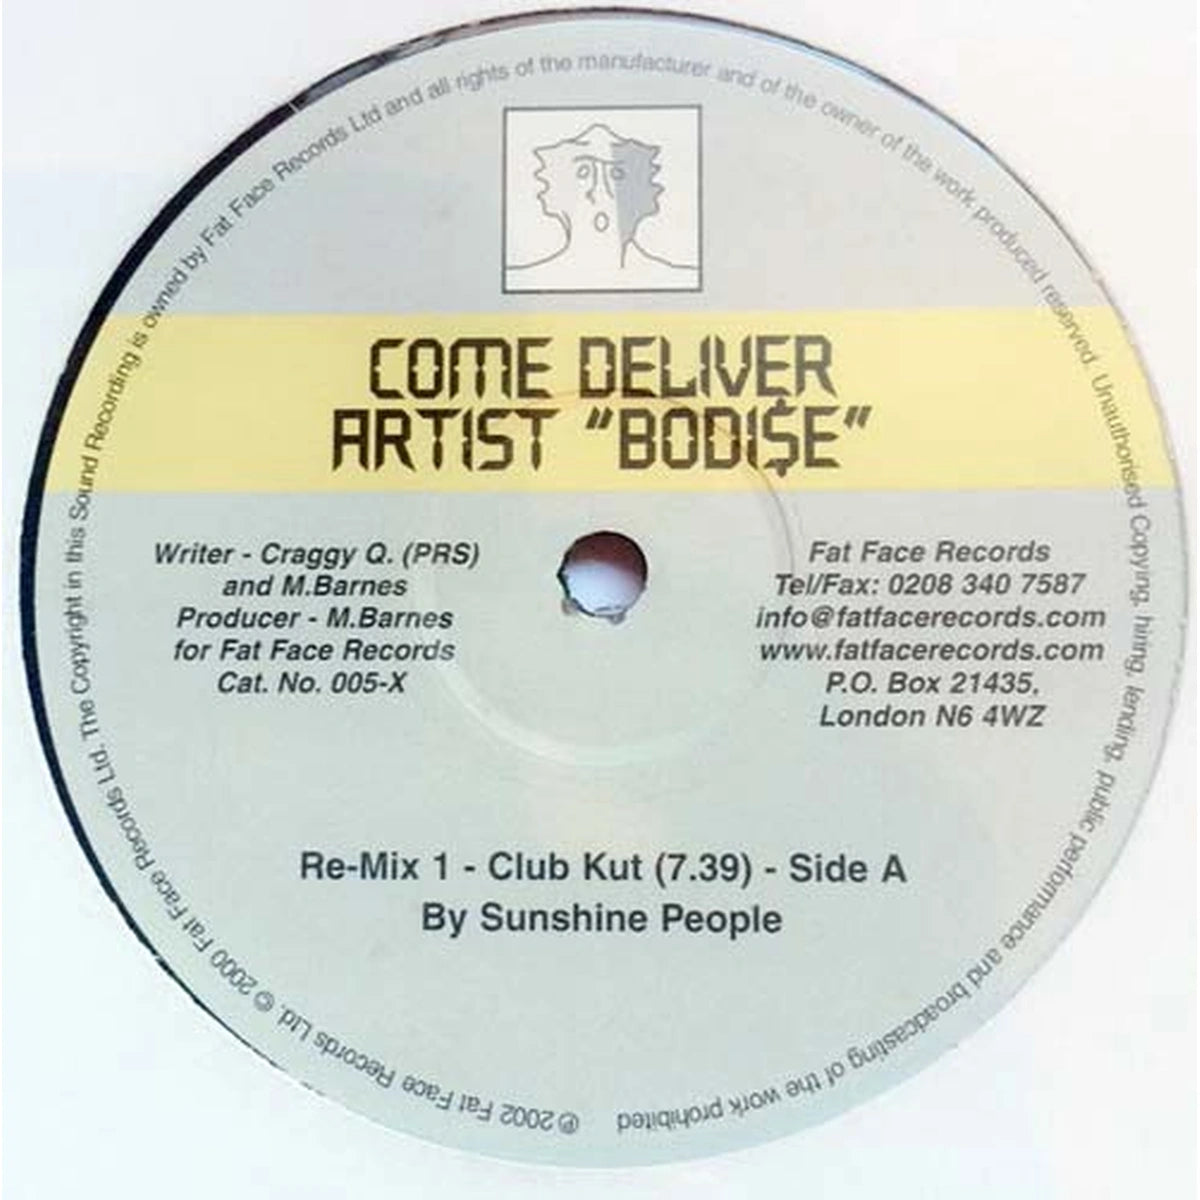 COME DELIVER
ARTIST "BODI$E"
Writer - Craggy Q. (PRS)
and M.Barnes
Producer - M.Barnes
for Fat Face Records
Cat. No. 005-X
Fat Face Records
Tel/Fax: 0208 340 7587
info@fatfacerecords.com
www.fatfacerecords.com
P.O. Box 21435,
London N6 4WZ
Re-Mix 1 - Club Kut (7.39) - Side A
By Sunshine People
℗ 2002 Fat Face Records Ltd. © 2000 Fat Face Records Ltd. The Copyright in this Sound Recording is owned by Fat Face Records Ltd and all rights of the manufacturer and of the owner of the work produced reserved. Unauthorised Copying, hiring, lending, public performance and broadcasting of the work prohibited